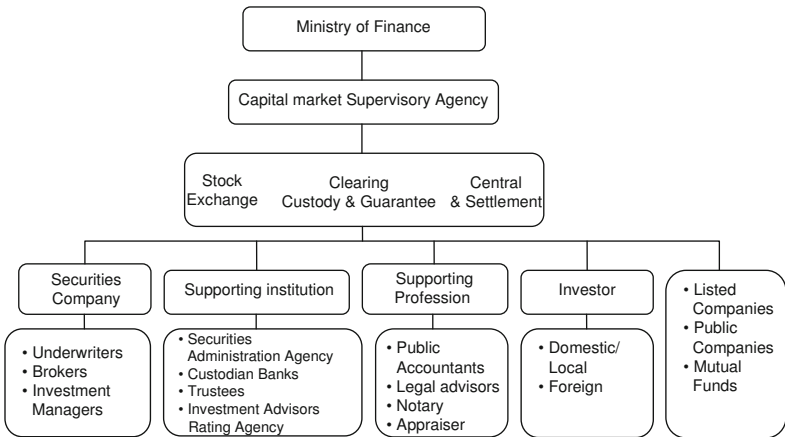 Ministry of Finance
Capital market Supervisory Agency
Stock Clearing Central
Exchange Custody & Guarantee & Settlement
Securities
Company
Supporting institution
Supporting
Profession
Investor
• Underwriters
• Brokers
• Investment
Managers
• Securities
Administration Agency
• Custodian Banks
• Trustees
• Investment Advisors
Rating Agency
• Public
Accountants
• Legal advisors
• Notary
• Appraiser
• Domestic/
Local
• Foreign
• Listed
Companies
• Public
Companies
• Mutual
Funds